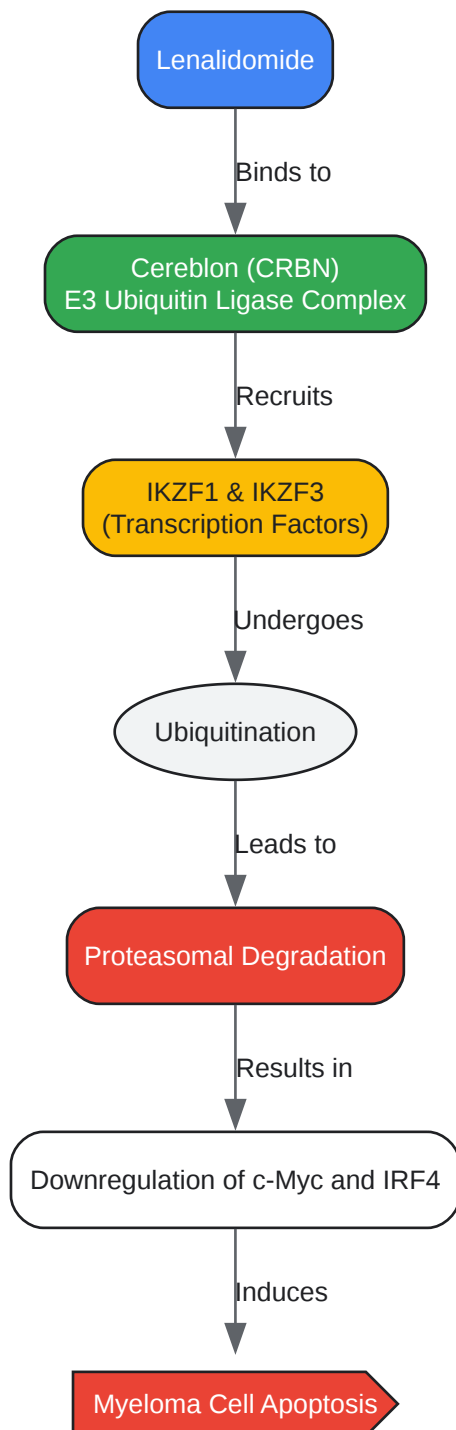 Lenalidomide
Binds to
Cereblon (CRBN)
E3 Ubiquitin Ligase Complex
Recruits
IKZF1 & IKZF3
(Transcription Factors)
Undergoes
Ubiquitination
Leads to
Proteasomal Degradation
Results in
Downregulation of c-Myc and IRF4
Induces
Myeloma Cell Apoptosis